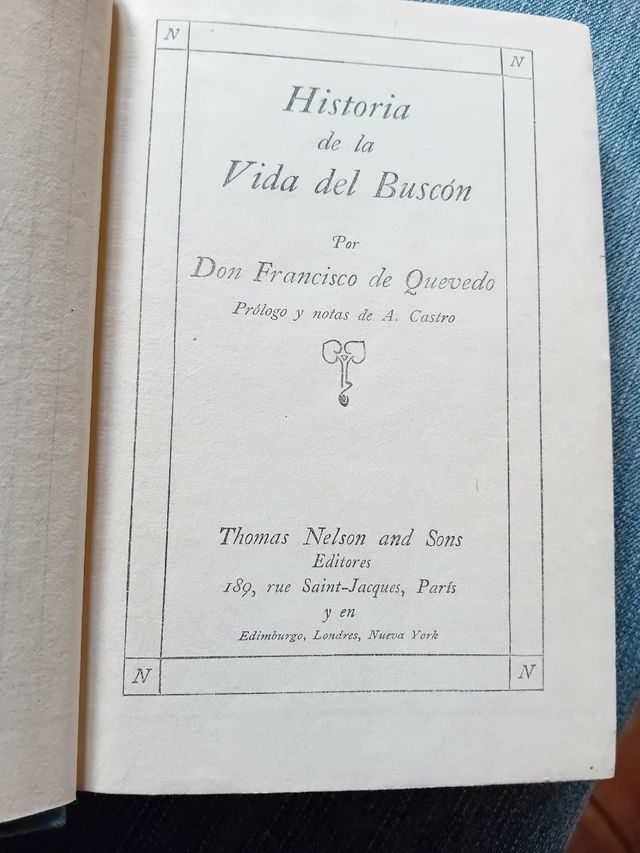 N
N
Historia
de la
Vida del Buscón
Por
Don Francisco de Quevedo
Prólogo y notas de A. Castro
Thomas Nelson and Sons
Editores
189, rue Saint-Jacques, París
y en
Edimburgo, Londres, Nueva York
N
N